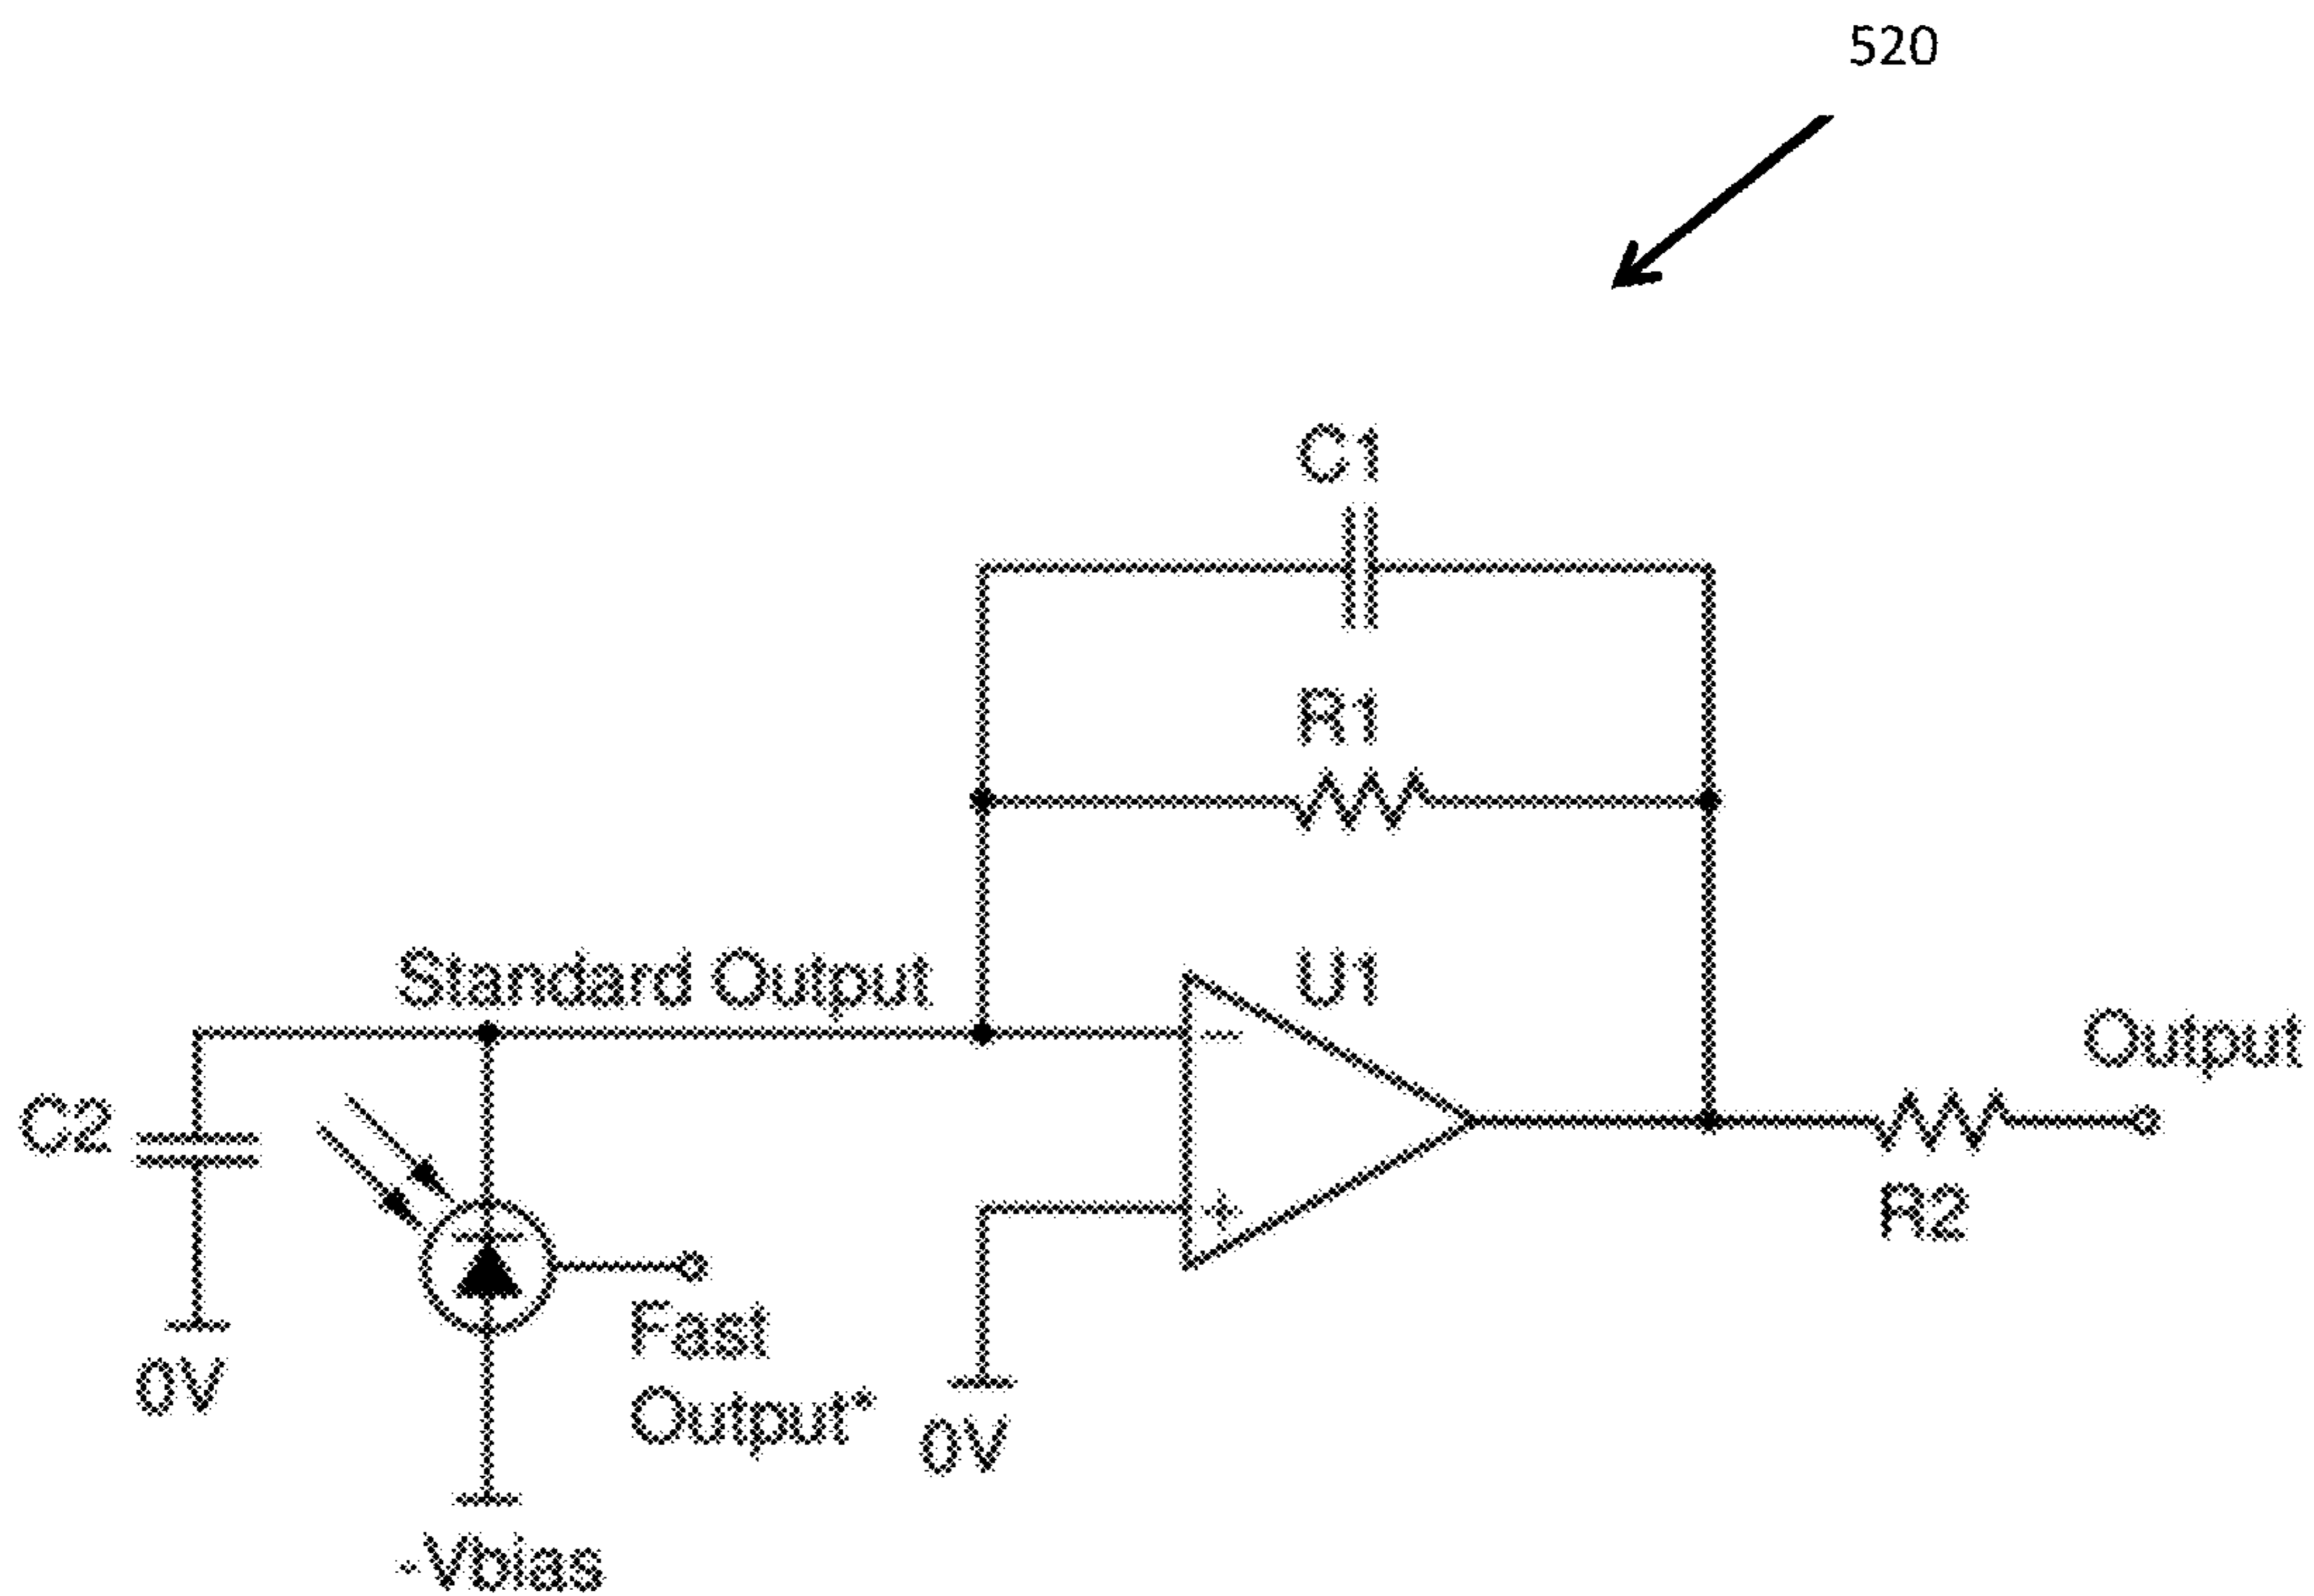 520
C1
R1
Standard Output
U1
-
Output
C2
+
R2
Fast
Output*
0V
0V
-Vbias